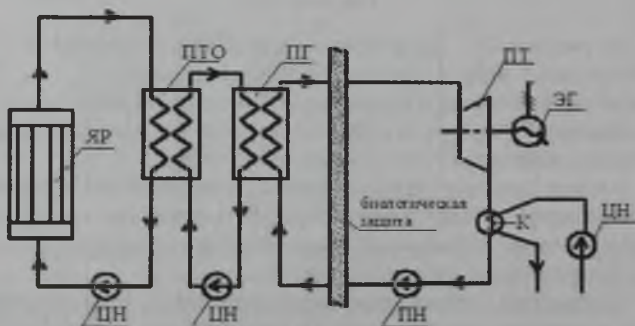 ПТО
ПГ
ПТ
ЭГ
ЯР
биологическая
защита
К
ЦН
ЦН
ЦН
ПН